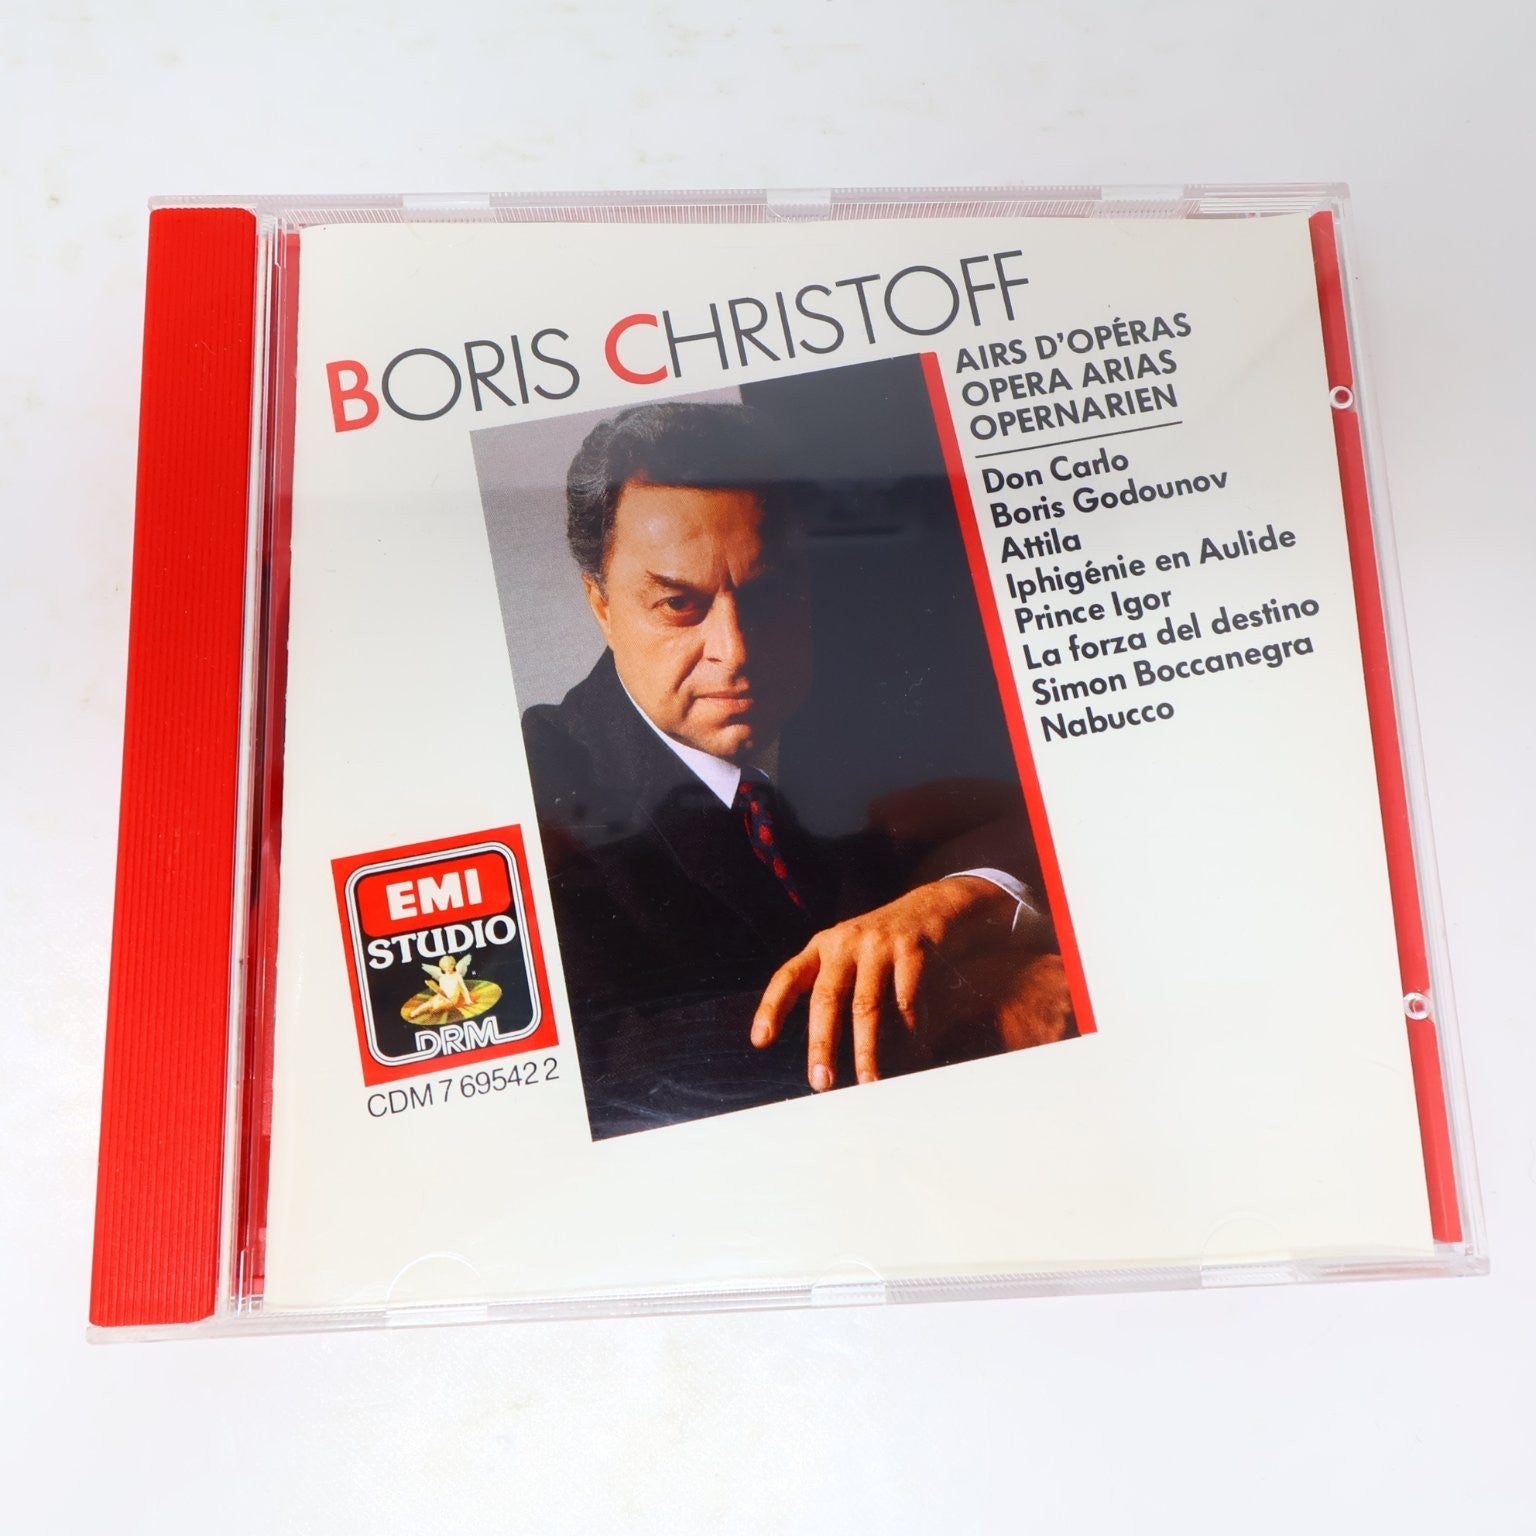 BORIS CHRISTOFF
AIRS D'OPÉRAS
OPERA ARIAS
OPERNARIEN
Don Carlo
Boris Godounov
Attila
Iphigénie en Aulide
Prince Igor
La forza del destino
Simon Boccanegra
Nabucco
EMI
STUDIO
DRM
CDM 7 69542 2